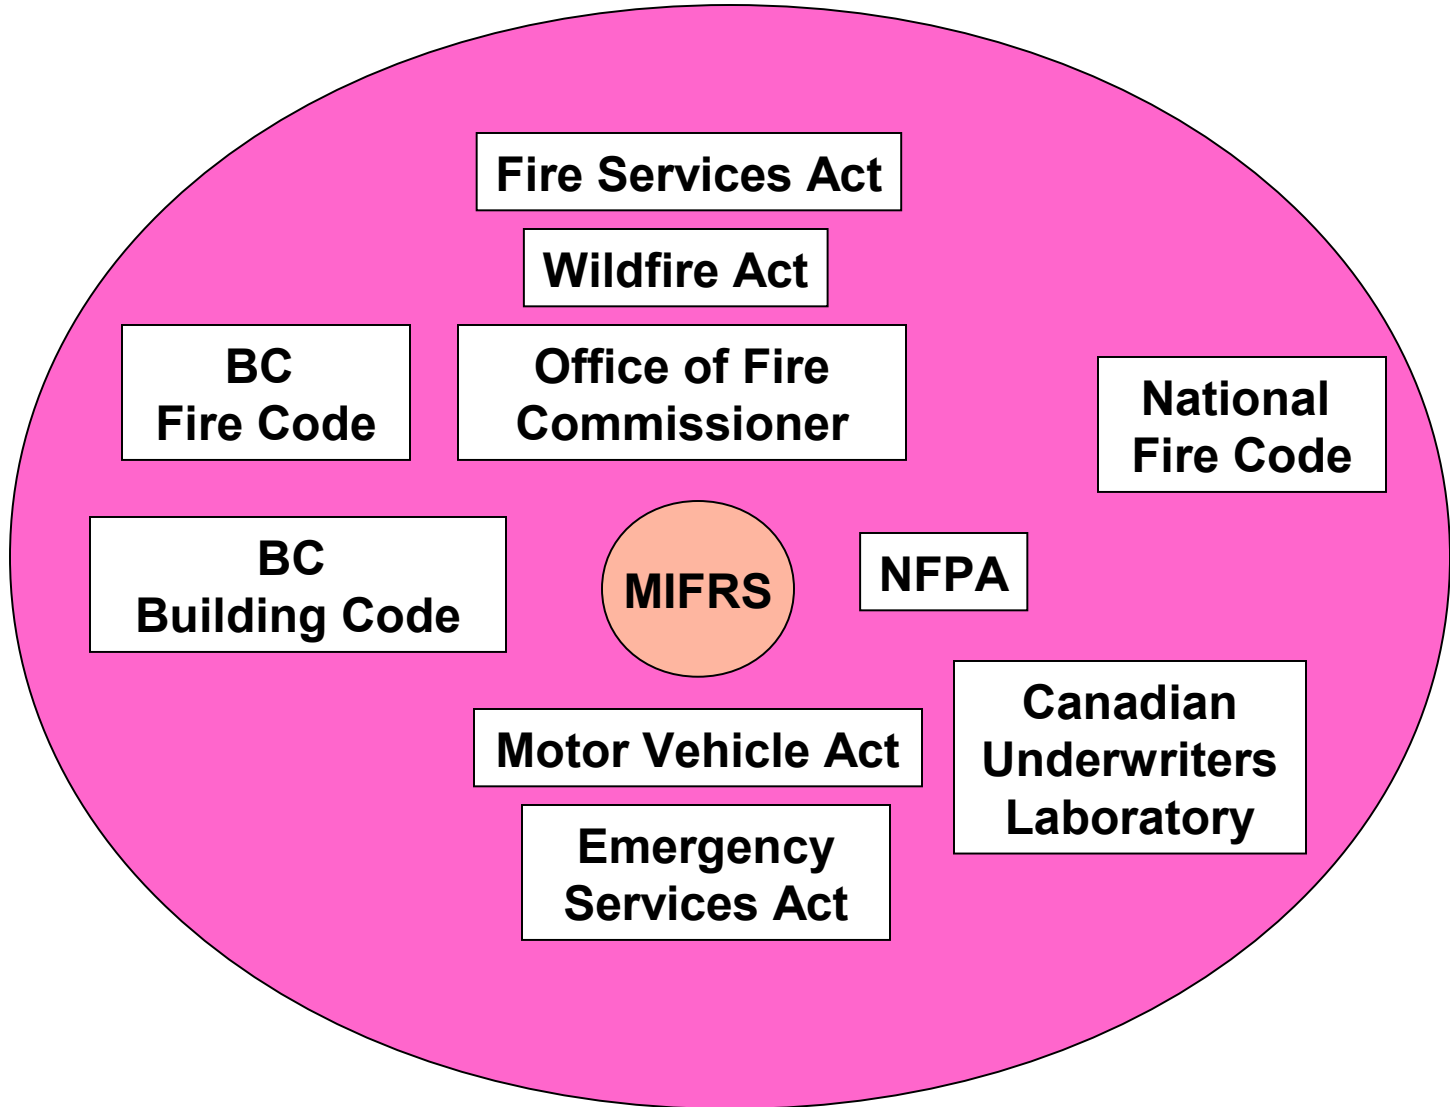 Fire Services Act
Wildfire Act
BC
Fire Code
Office of Fire
Commissioner
National
Fire Code
BC
Building Code
MIFRS
NFPA
Motor Vehicle Act
Canadian
Underwriters
Laboratory
Emergency
Services Act